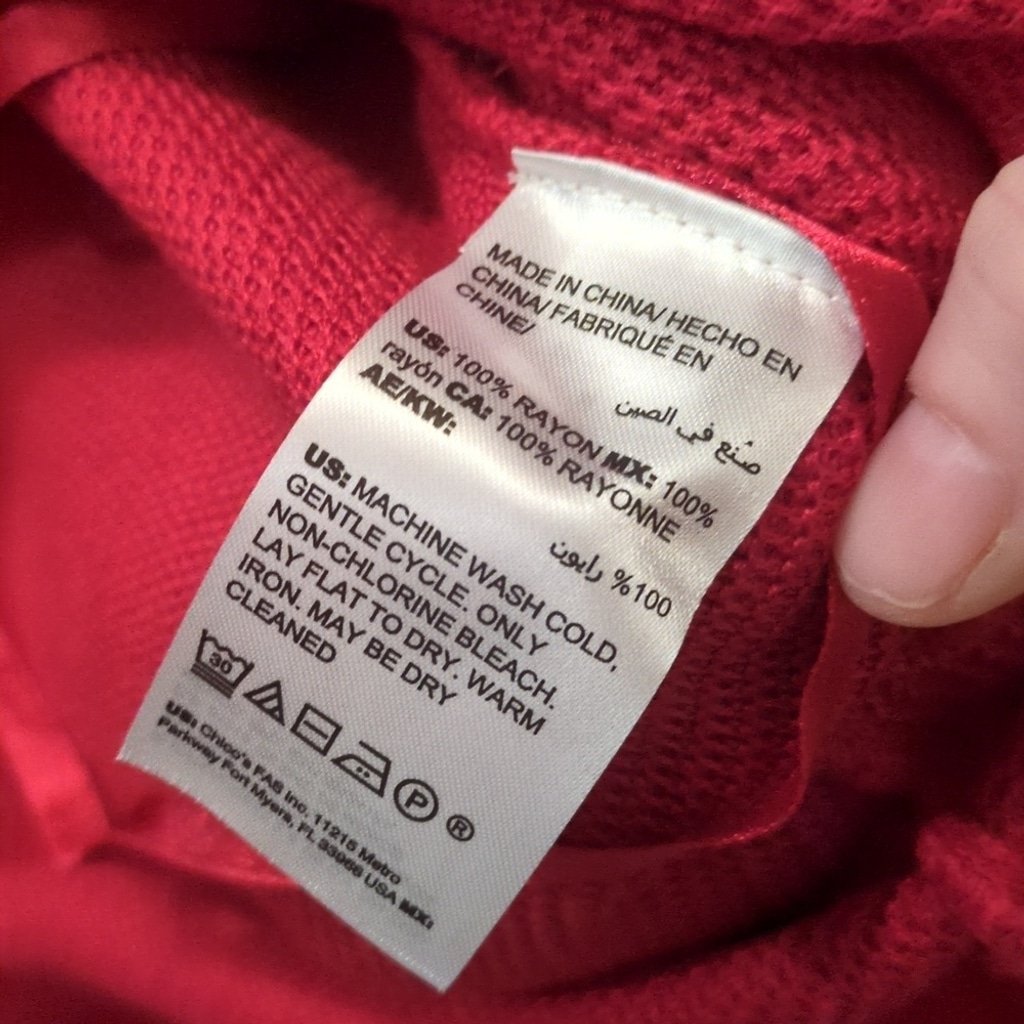 MADE IN CHINA/ HECHO EN
CHINA/ FABRIQUÉ EN
CHINE/
صُنع في الصين
US: 100% RAYON MX: 100%
rayón CA: 100% RAYONNE
AE/KW:
100% رايون
US: MACHINE WASH COLD,
GENTLE CYCLE. ONLY
NON-CHLORINE BLEACH.
LAY FLAT TO DRY. WARM
IRON. MAY BE DRY
CLEANED
30 P ®
US: Chico's FAS Inc. 11215 Metro
Parkway Fort Myers, FL 33966 USA MX: